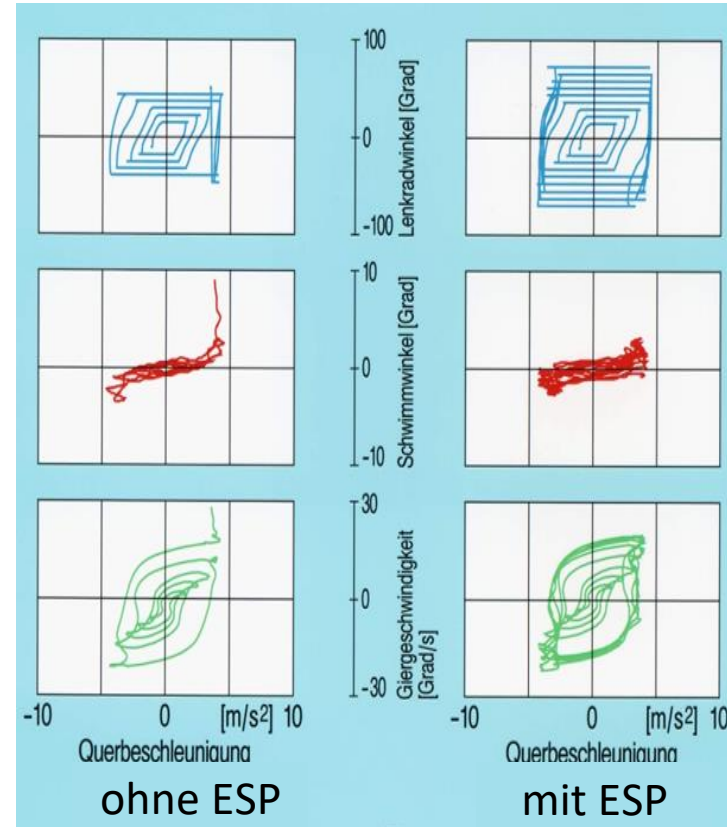 100
0
-100
Lenkradwinkel [Grad]
10
0
-10
Schwimmwinkel [Grad]
30
0
-30
Giergeschwindigkeit
[Grad/s]
-10 0 [m/s²] 10
Querbeschleunigung
-10 0 [m/s²] 10
Querbeschleunigung
ohne ESP
mit ESP